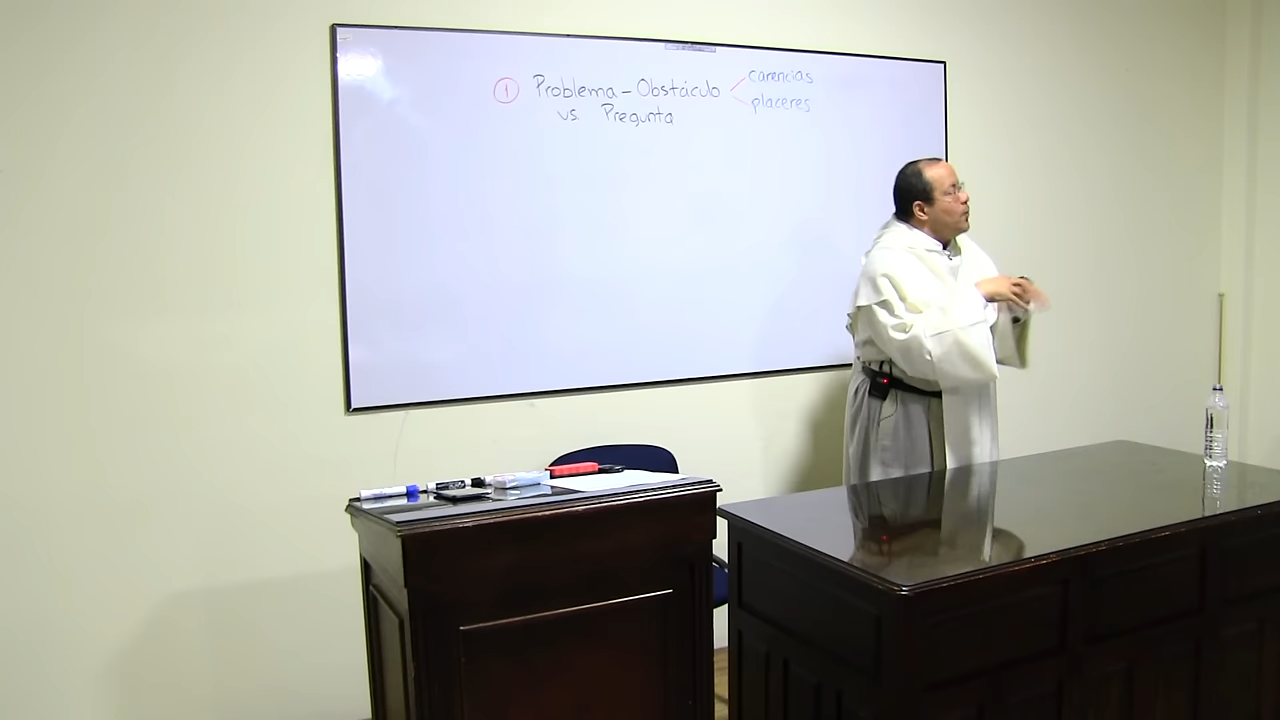 ① Problema – Obstáculo < carencias
placeres
vs. Pregunta